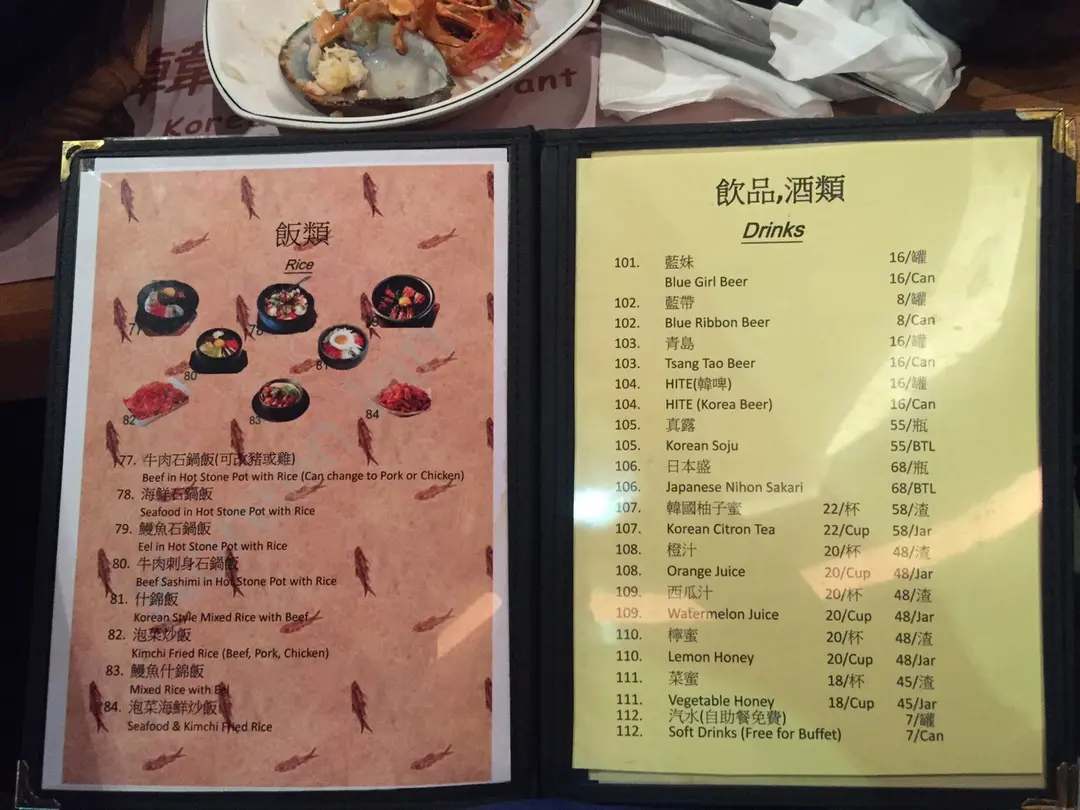 韓
ant
Korea
飯類
Rice
77
78
79
80
81
82
83
84
77. 牛肉石鍋飯(可改豬或雞)
Beef in Hot Stone Pot with Rice (Can change to Pork or Chicken)
78. 海鮮石鍋飯
Seafood in Hot Stone Pot with Rice
79. 鰻魚石鍋飯
Eel in Hot Stone Pot with Rice
80. 牛肉刺身石鍋飯
Beef Sashimi in Hot Stone Pot with Rice
81. 什錦飯
Korean Style Mixed Rice with Beef
82. 泡菜炒飯
Kimchi Fried Rice (Beef, Pork, Chicken)
83. 鰻魚什錦飯
Mixed Rice with Eel
84. 泡菜海鮮炒飯
Seafood & Kimchi Fried Rice
飲品,酒類
Drinks
101. 藍妹 16/罐
Blue Girl Beer 16/Can
102. 藍帶 8/罐
102. Blue Ribbon Beer 8/Can
103. 青島 16/罐
103. Tsang Tao Beer 16/Can
104. HITE(韓啤) 16/罐
104. HITE (Korea Beer) 16/Can
105. 真露 55/瓶
105. Korean Soju 55/BTL
106. 日本盛 68/瓶
106. Japanese Nihon Sakari 68/BTL
107. 韓國柚子蜜 22/杯 58/渣
107. Korean Citron Tea 22/Cup 58/Jar
108. 橙汁 20/杯 48/渣
108. Orange Juice 20/Cup 48/Jar
109. 西瓜汁 20/杯 48/渣
109. Watermelon Juice 20/Cup 48/Jar
110. 檸蜜 20/杯 48/渣
110. Lemon Honey 20/Cup 48/Jar
111. 菜蜜 18/杯 45/渣
111. Vegetable Honey 18/Cup 45/Jar
112. 汽水(自助餐免費) 7/罐
112. Soft Drinks (Free for Buffet) 7/Can